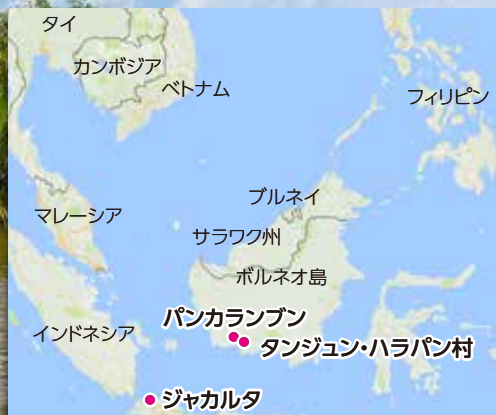 タイ
カンボジア
ベトナム
フィリピン
ブルネイ
マレーシア
サラワク州
ボルネオ島
パンカランブン
インドネシア
タンジュン・ハラパン村
ジャカルタ